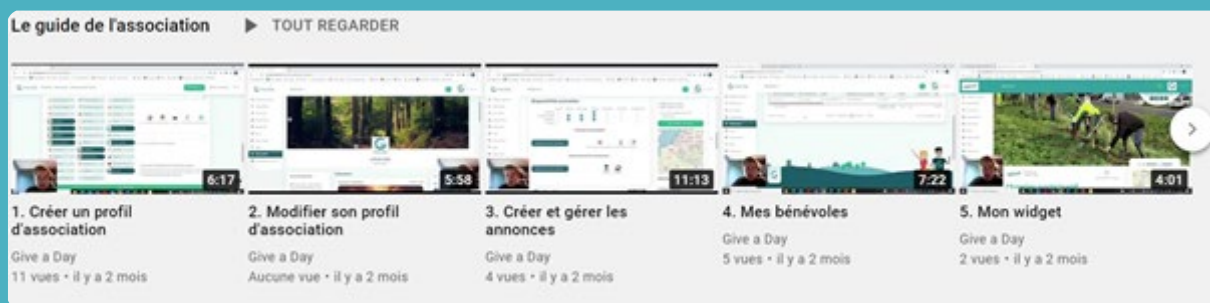 Le guide de l'association ▶ TOUT REGARDER
6:17
5:58
11:13
7:22
4:01
1. Créer un profil
d'association
Give a Day
11 vues • il y a 2 mois
2. Modifier son profil
d'association
Give a Day
Aucune vue • il y a 2 mois
3. Créer et gérer les
annonces
Give a Day
4 vues • il y a 2 mois
4. Mes bénévoles
Give a Day
5 vues • il y a 2 mois
5. Mon widget
Give a Day
2 vues • il y a 2 mois